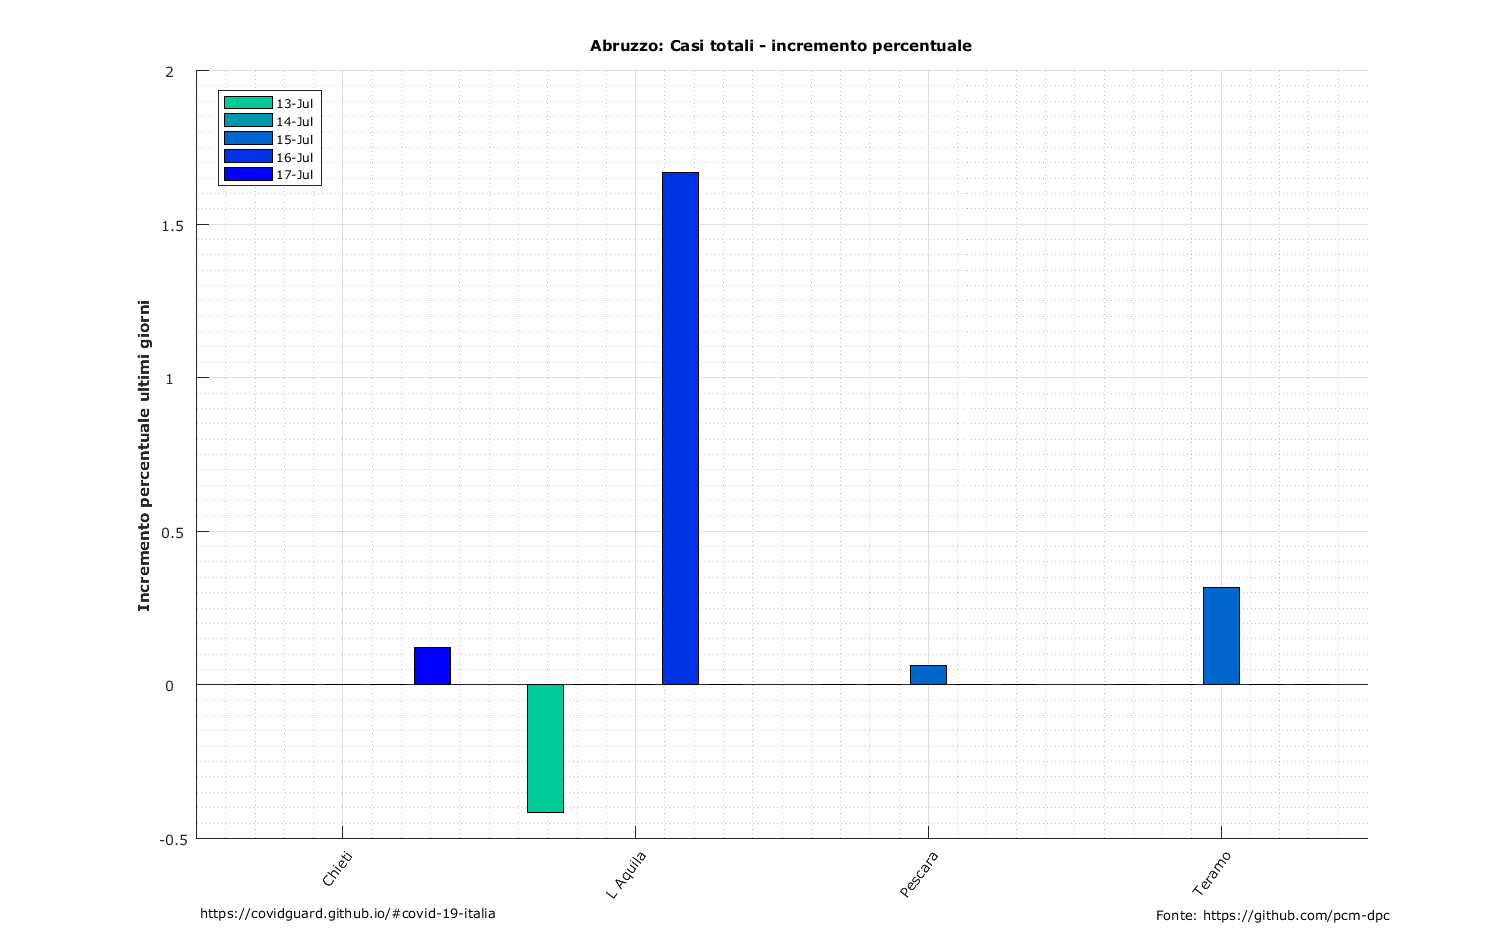 Abruzzo: Casi totali - incremento percentuale
2
1.5
1
0.5
0
-0.5
Incremento percentuale ultimi giorni
13-Jul
14-Jul
15-Jul
16-Jul
17-Jul
Chieti
L Aquila
Pescara
Teramo
https://covidguard.github.io/#covid-19-italia
Fonte: https://github.com/pcm-dpc